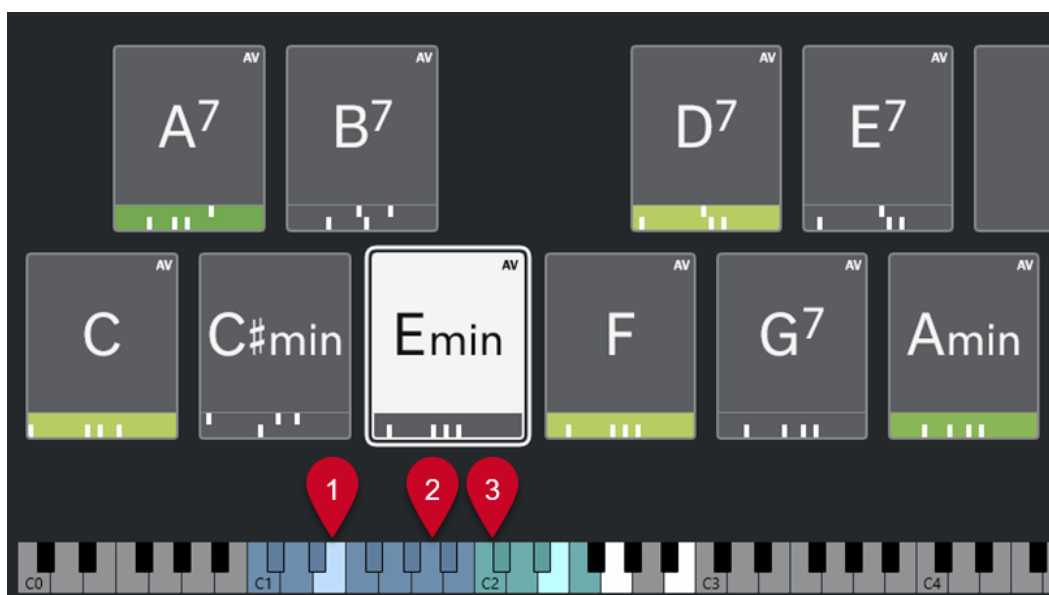 AV AV AV AV
A7 B7 D7 E7
AV AV AV AV AV
C C♯min Emin F G7 Amin
1 2 3
C0 C1 C2 C3 C4